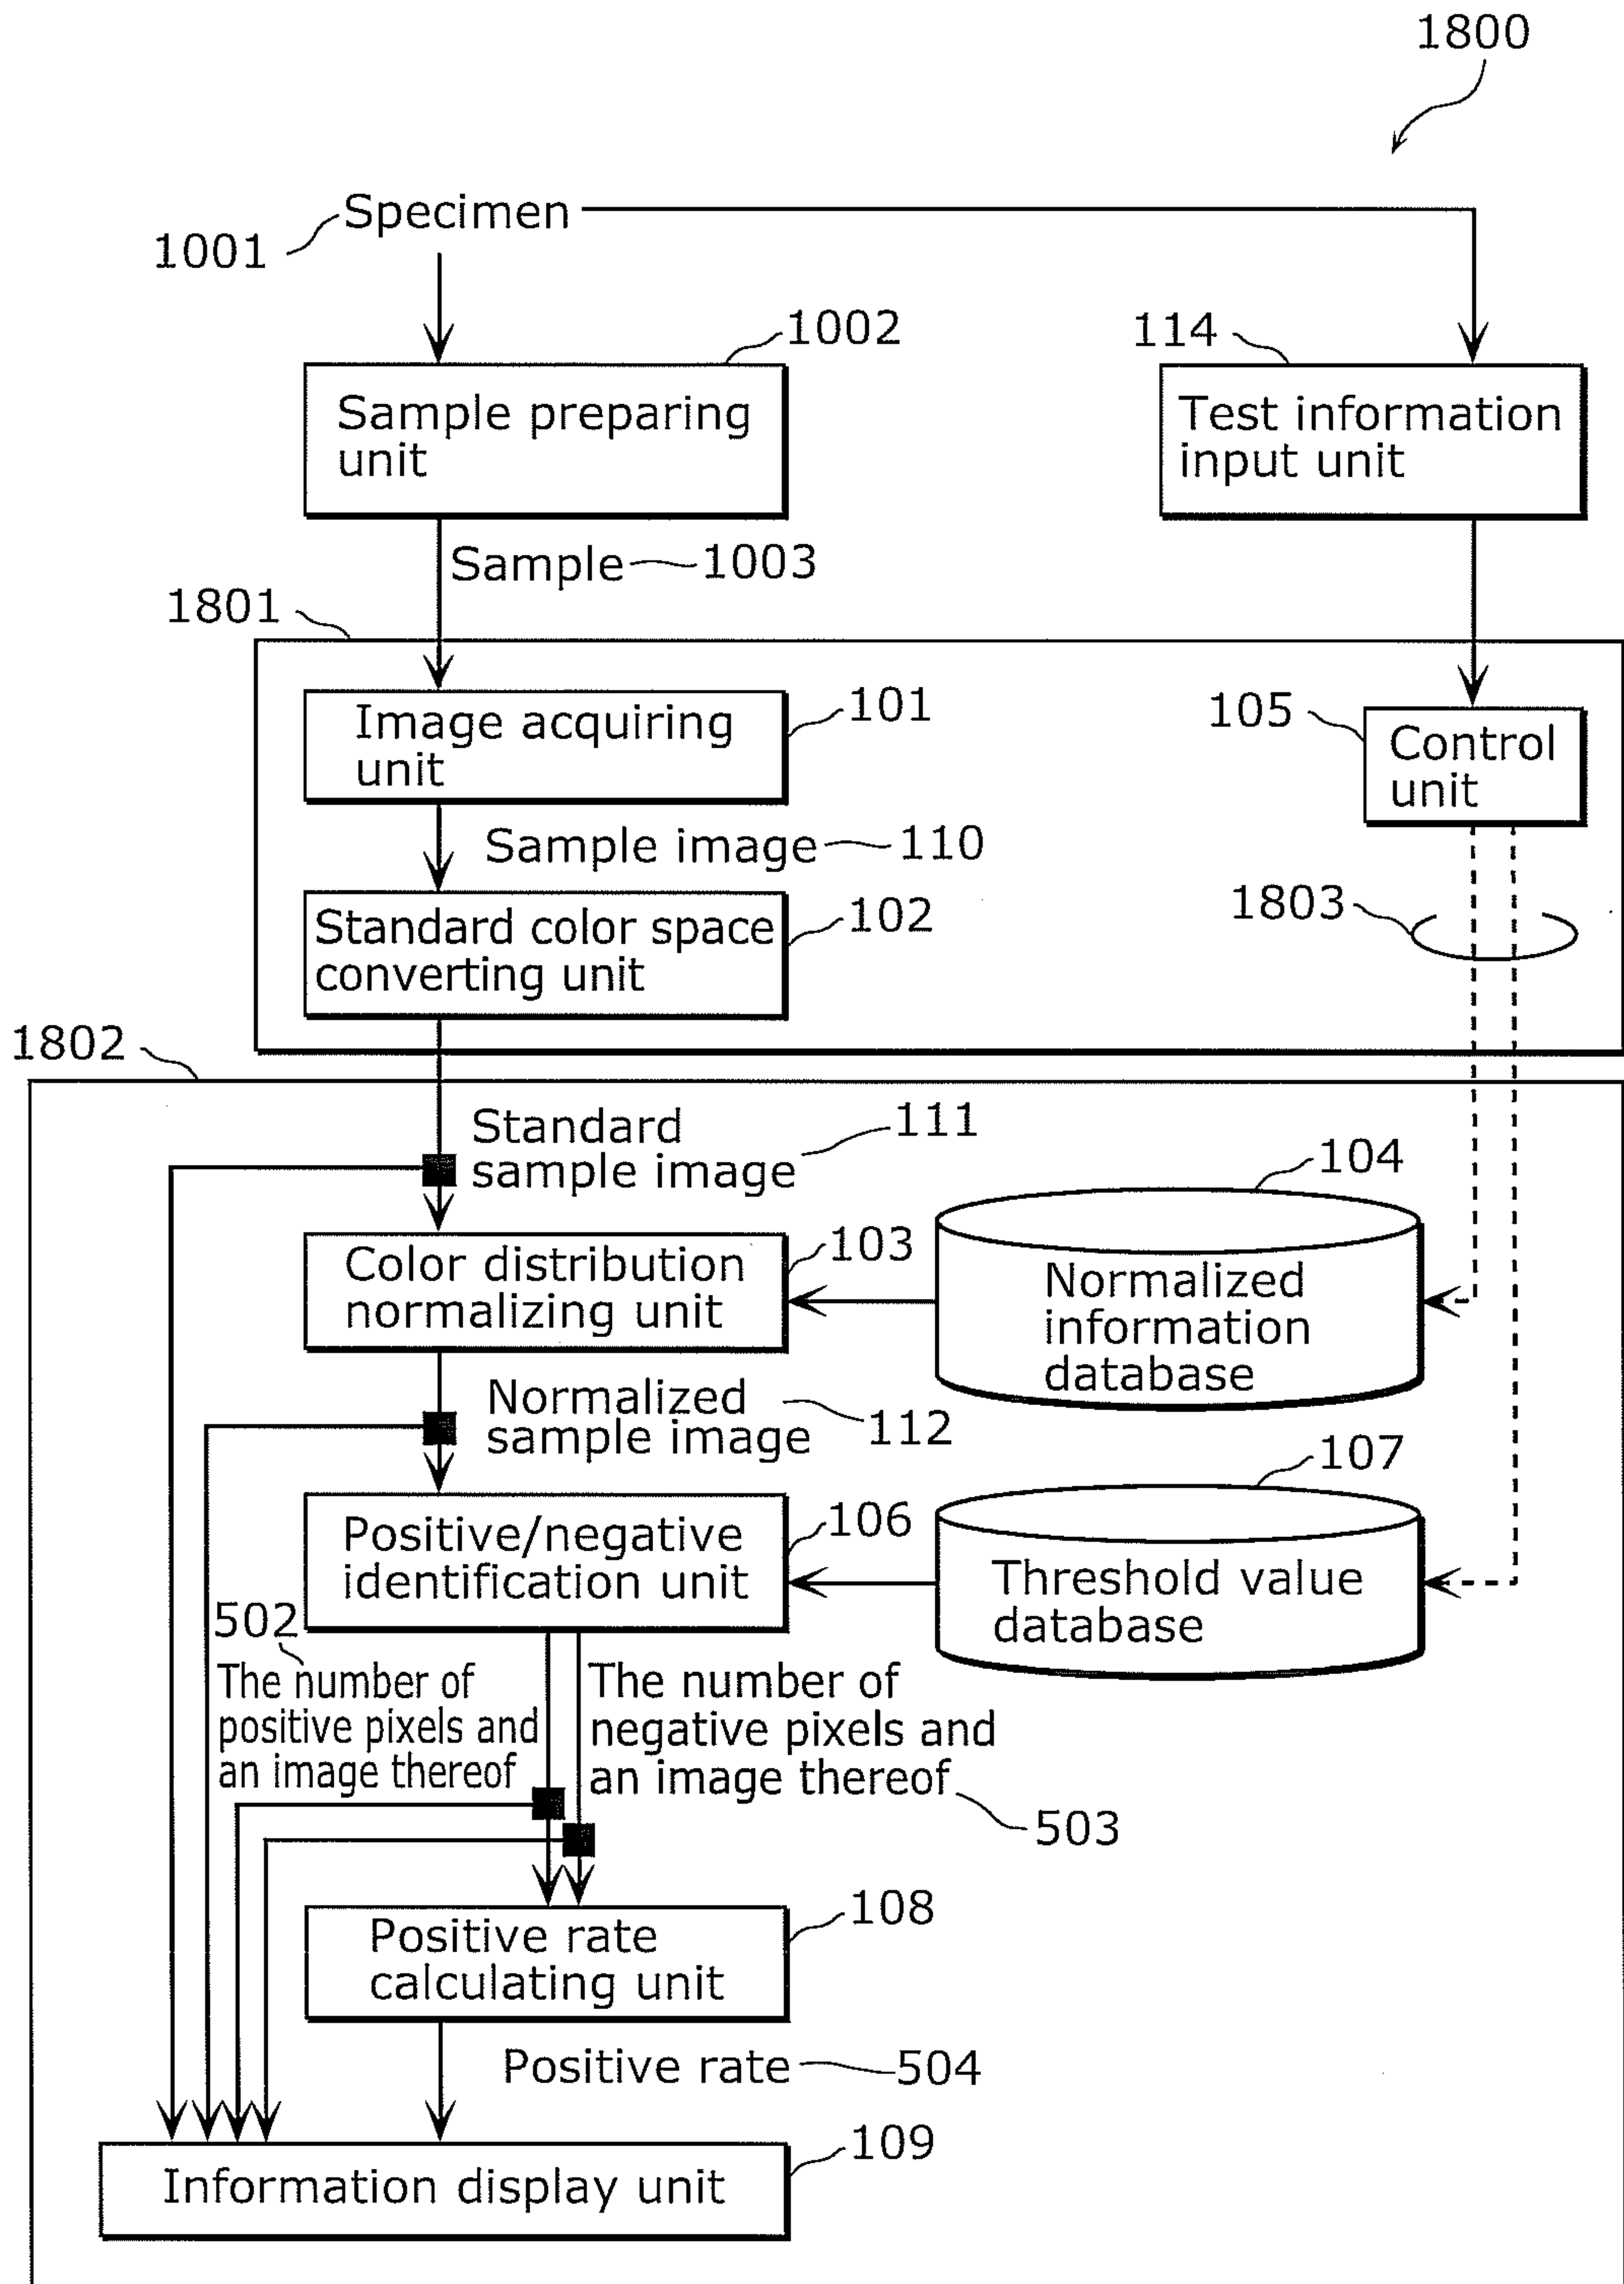 1800
Specimen
1001
1002
114
Sample preparing
unit
Test information
input unit
Sample
1003
1801
101
Image acquiring
unit
105
Control
unit
Sample image
110
102
Standard color space
converting unit
1803
1802
Standard
sample image
111
104
103
Color distribution
normalizing unit
Normalized
information
database
Normalized
sample image
112
107
106
Positive/negative
identification unit
Threshold value
database
502
The number of
positive pixels and
an image thereof
The number of
negative pixels and
an image thereof
503
108
Positive rate
calculating unit
Positive rate
504
109
Information display unit